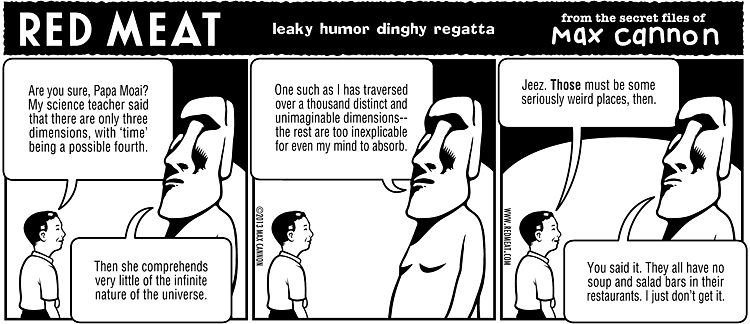 RED MEAT
leaky humor dinghy regatta
from the secret files of
Max cannon
Are you sure, Papa Moai?
My science teacher said
that there are only three
dimensions, with ‘time’
being a possible fourth.
Then she comprehends
very little of the infinite
nature of the universe.
One such as I has traversed
over a thousand distinct and
unimaginable dimensions--
the rest are too inexplicable
for even my mind to absorb.
©2013 MAX CANNON
Jeez. Those must be some
seriously weird places, then.
WWW.REDMEAT.COM
You said it. They all have no
soup and salad bars in their
restaurants. I just don't get it.